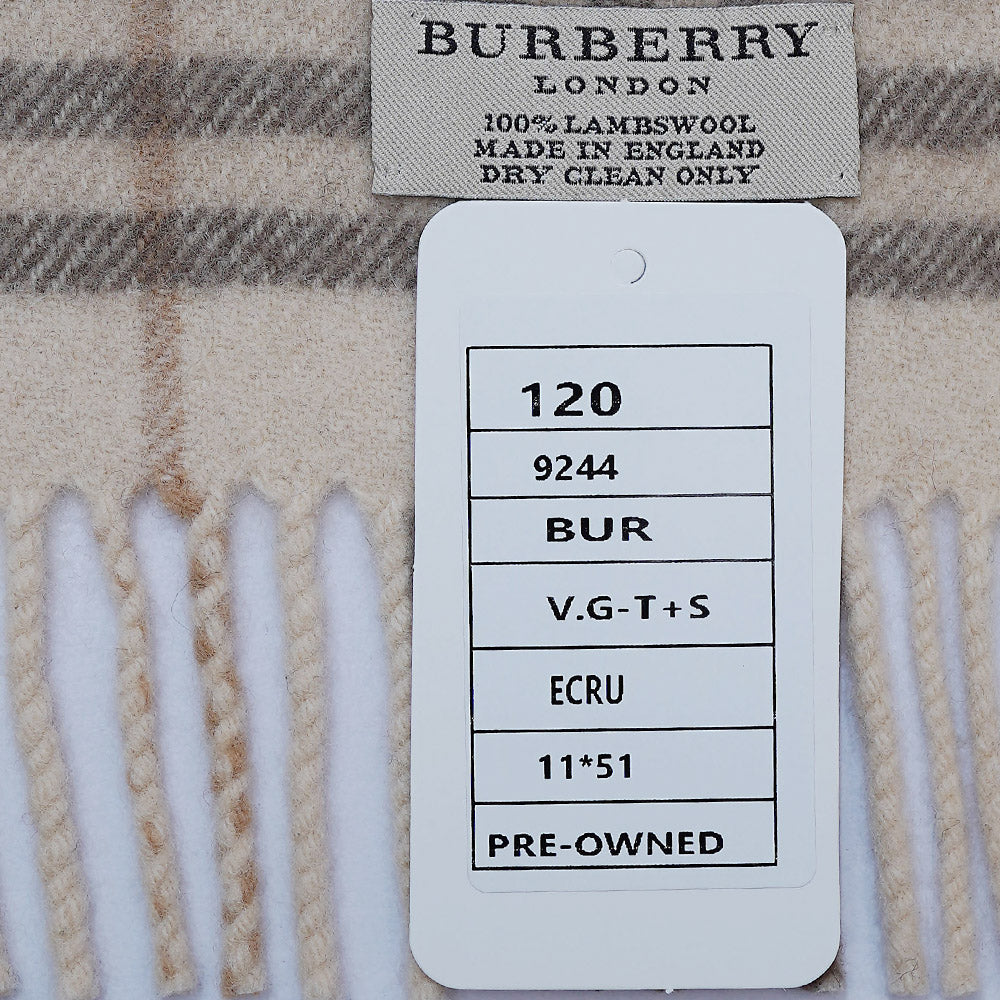 BURBERRY
LONDON
100% LAMBSWOOL
MADE IN ENGLAND
DRY CLEAN ONLY
120
9244
BUR
V.G-T+S
ECRU
11*51
PRE-OWNED